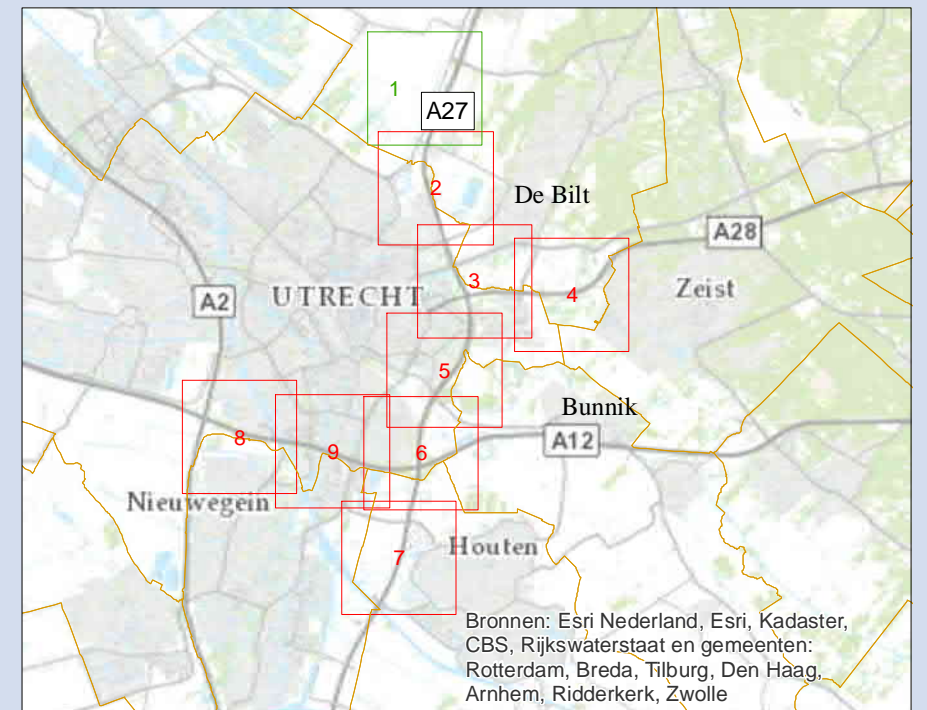 1
A27
2
De Bilt
A28
3
4
Zeist
A2
UTRECHT
5
Bunnik
8
9
6
A12
Nieuwegein
7
Houten
Bronnen: Esri Nederland, Esri, Kadaster,
CBS, Rijkswaterstaat en gemeenten:
Rotterdam, Breda, Tilburg, Den Haag,
Arnhem, Ridderkerk, Zwolle